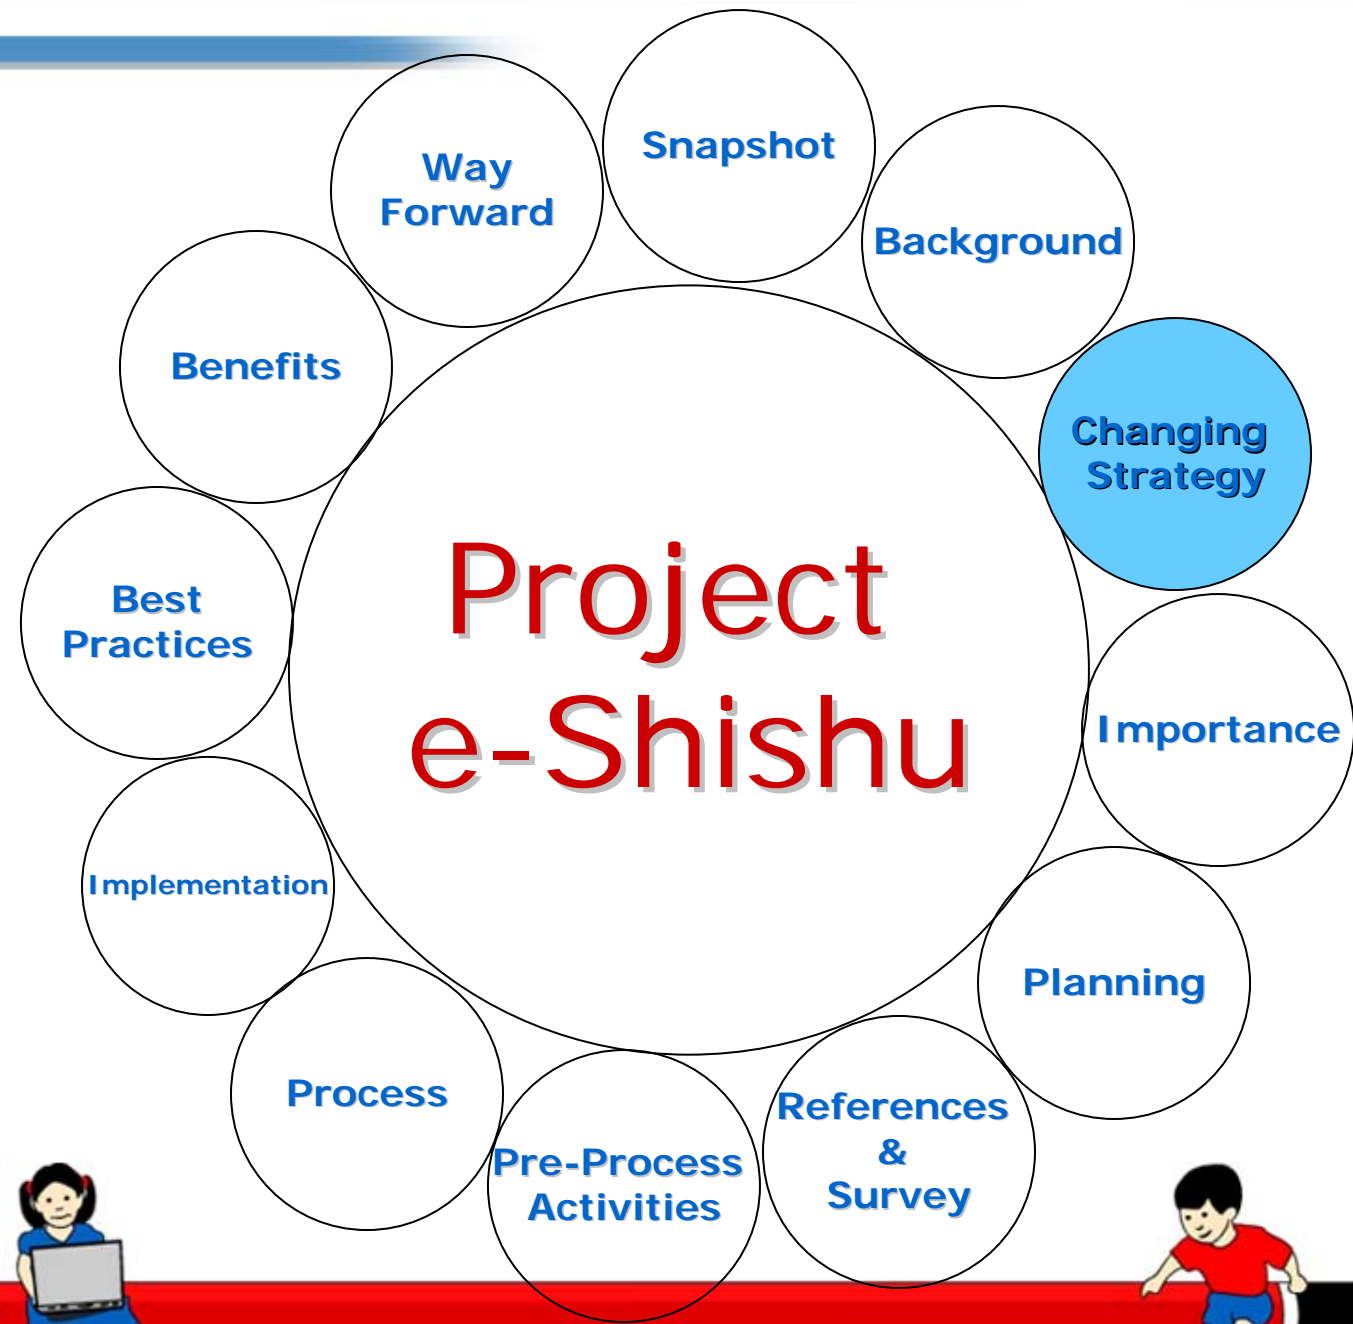 Snapshot
Background
Changing
Strategy
Importance
Planning
References
&
Survey
Pre-Process
Activities
Process
Implementation
Best
Practices
Benefits
Way
Forward
Project
e-Shishu